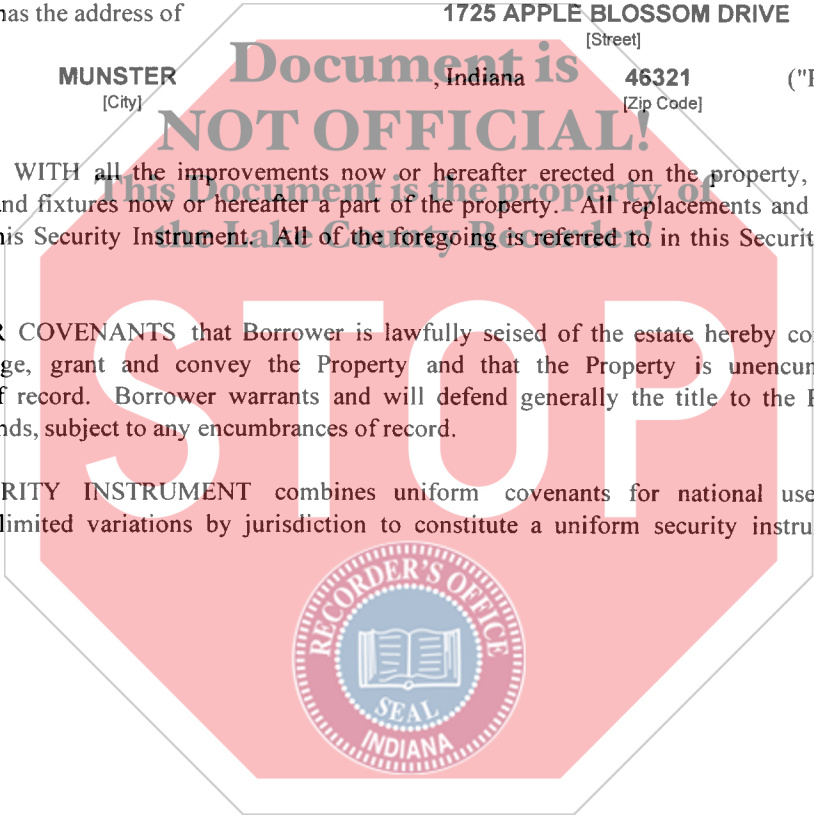 has the address of 1725 APPLE BLOSSOM DRIVE
[Street]
MUNSTER , Indiana 46321 ("
[City] [Zip Code]
Document is
NOT OFFICIAL!
WITH all the improvements now or hereafter erected on the property,
This Document is the property of
and fixtures now or hereafter a part of the property. All replacements and
the Lake County Recorder!
his Security Instrument. All of the foregoing is referred to in this Securit
STOP
R COVENANTS that Borrower is lawfully seised of the estate hereby co
ge, grant and convey the Property and that the Property is unencum
f record. Borrower warrants and will defend generally the title to the P
nds, subject to any encumbrances of record.
RITY INSTRUMENT combines uniform covenants for national use
limited variations by jurisdiction to constitute a uniform security instru
RECORDER'S OFFICE
SEAL
INDIANA